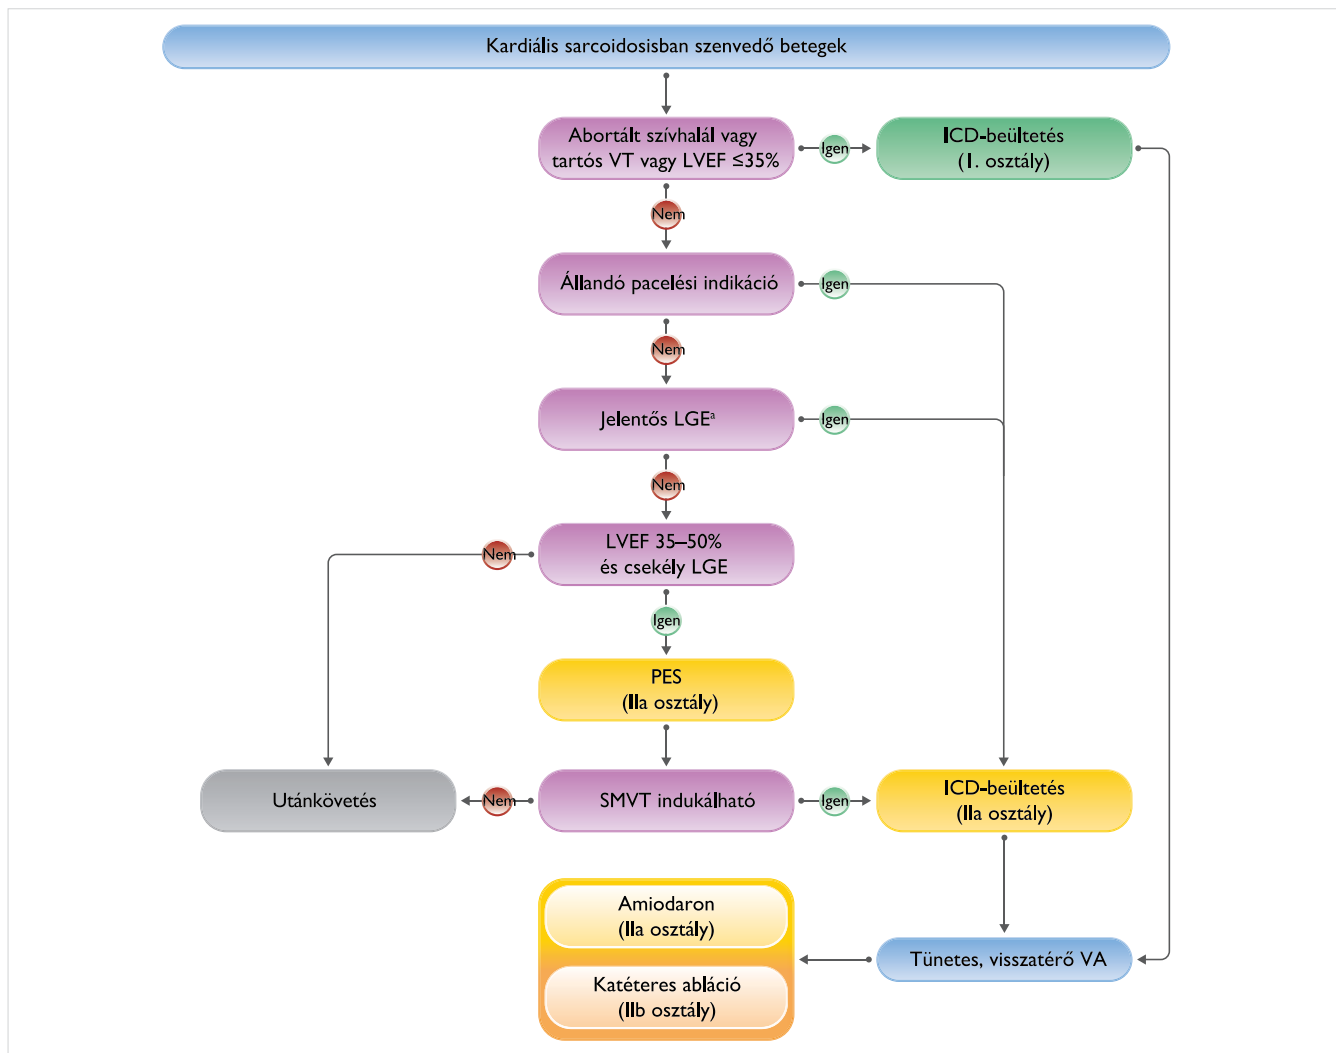 Kardiális sarcoidosisban szenvedő betegek
Abortált szívhalál vagy
tartós VT vagy LVEF ≤35%
Igen
ICD-beültetés
(I. osztály)
Nem
Állandó pacelési indikáció
Igen
Nem
Jelentős LGEᵃ
Igen
Nem
LVEF 35–50%
és csekély LGE
Nem
Igen
PES
(IIa osztály)
Utánkövetés
Nem
SMVT indukálható
Igen
ICD-beültetés
(IIa osztály)
Amiodaron
(IIa osztály)
Tünetes, visszatérő VA
Katéteres abláció
(IIb osztály)